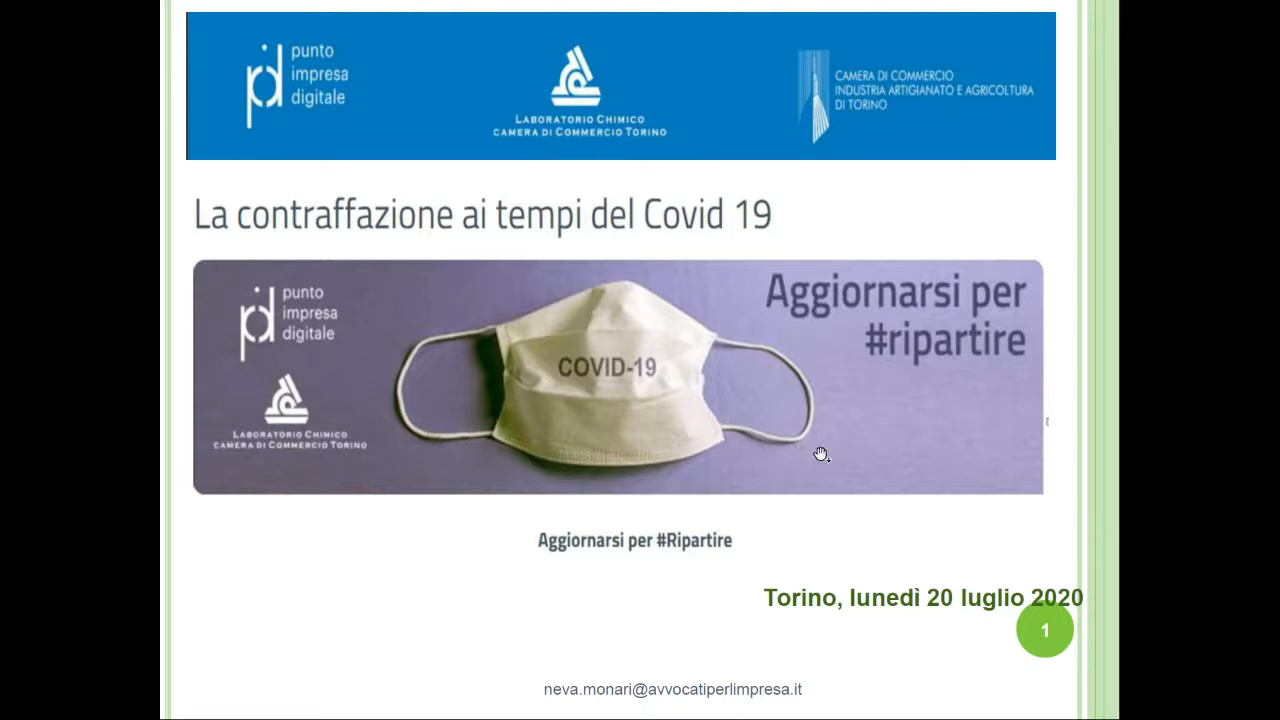 punto
impresa
digitale
LABORATORIO CHIMICO
CAMERA DI COMMERCIO TORINO
CAMERA DI COMMERCIO
INDUSTRIA ARTIGIANATO E AGRICOLTURA
DI TORINO
La contraffazione ai tempi del Covid 19
punto
impresa
digitale
LABORATORIO CHIMICO
CAMERA DI COMMERCIO TORINO
COVID-19
Aggiornarsi per
#ripartire
Aggiornarsi per #Ripartire
Torino, lunedì 20 luglio 2020
1
neva.monari@avvocatiperlimpresa.it